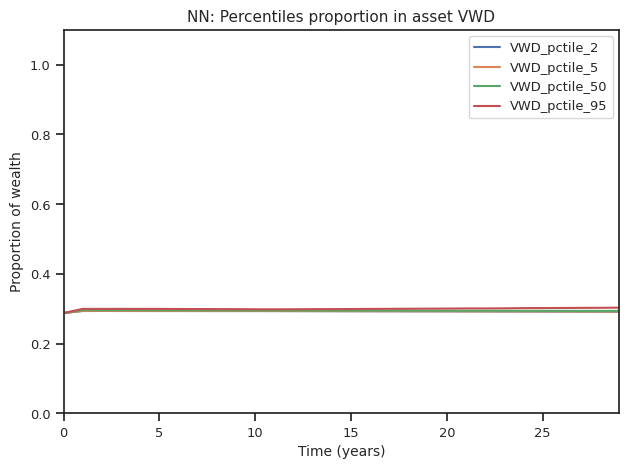 NN: Percentiles proportion in asset VWD
VWD_pctile_2
VWD_pctile_5
VWD_pctile_50
VWD_pctile_95
Proportion of wealth
1.0
0.8
0.6
0.4
0.2
0.0
0 5 10 15 20 25
Time (years)